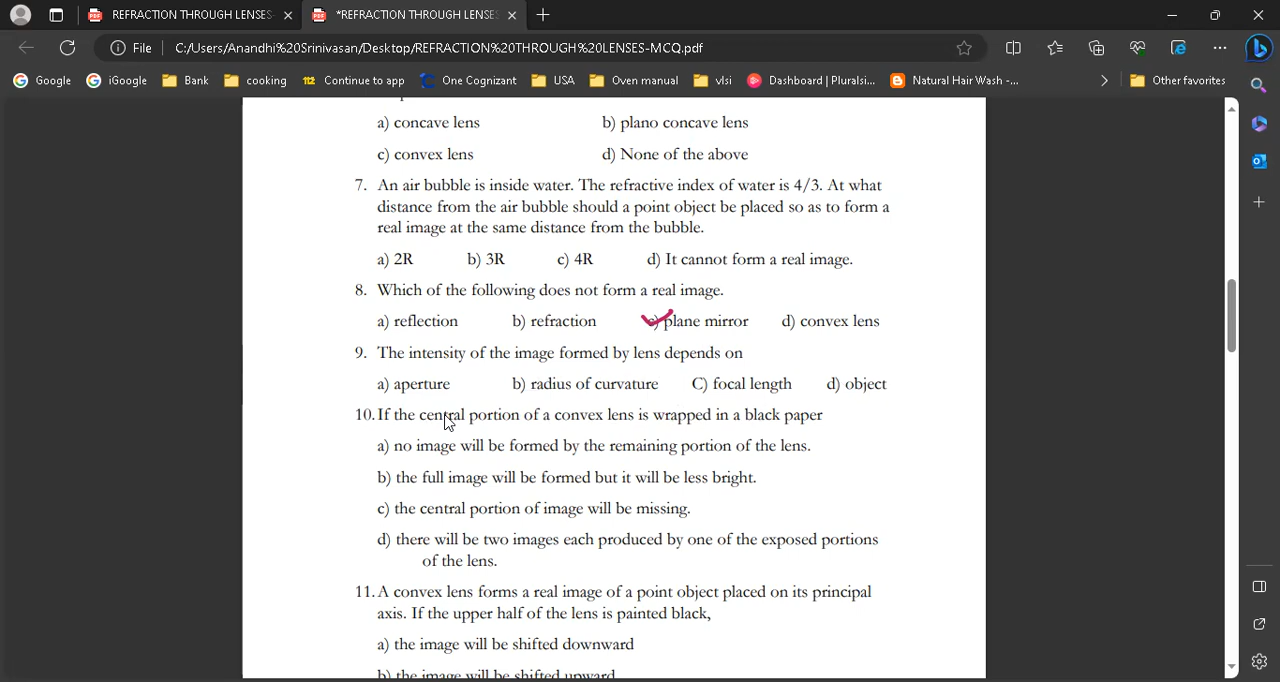 REFRACTION THROUGH LENSES-
*REFRACTION THROUGH LENSES
File
C:/Users/Anandhi%20Srinivasan/Desktop/REFRACTION%20THROUGH%20LENSES-MCQ.pdf
Google iGoogle Bank cooking Continue to app One Cognizant USA Oven manual vlsi Dashboard | Pluralsi... Natural Hair Wash -... Other favorites
a) concave lens b) plano concave lens
c) convex lens d) None of the above
7. An air bubble is inside water. The refractive index of water is 4/3. At what
distance from the air bubble should a point object be placed so as to form a
real image at the same distance from the bubble.
a) 2R b) 3R c) 4R d) It cannot form a real image.
8. Which of the following does not form a real image.
a) reflection b) refraction c) plane mirror d) convex lens
9. The intensity of the image formed by lens depends on
a) aperture b) radius of curvature C) focal length d) object
10. If the central portion of a convex lens is wrapped in a black paper
a) no image will be formed by the remaining portion of the lens.
b) the full image will be formed but it will be less bright.
c) the central portion of image will be missing.
d) there will be two images each produced by one of the exposed portions
of the lens.
11. A convex lens forms a real image of a point object placed on its principal
axis. If the upper half of the lens is painted black,
a) the image will be shifted downward
b) the image will be shifted upward